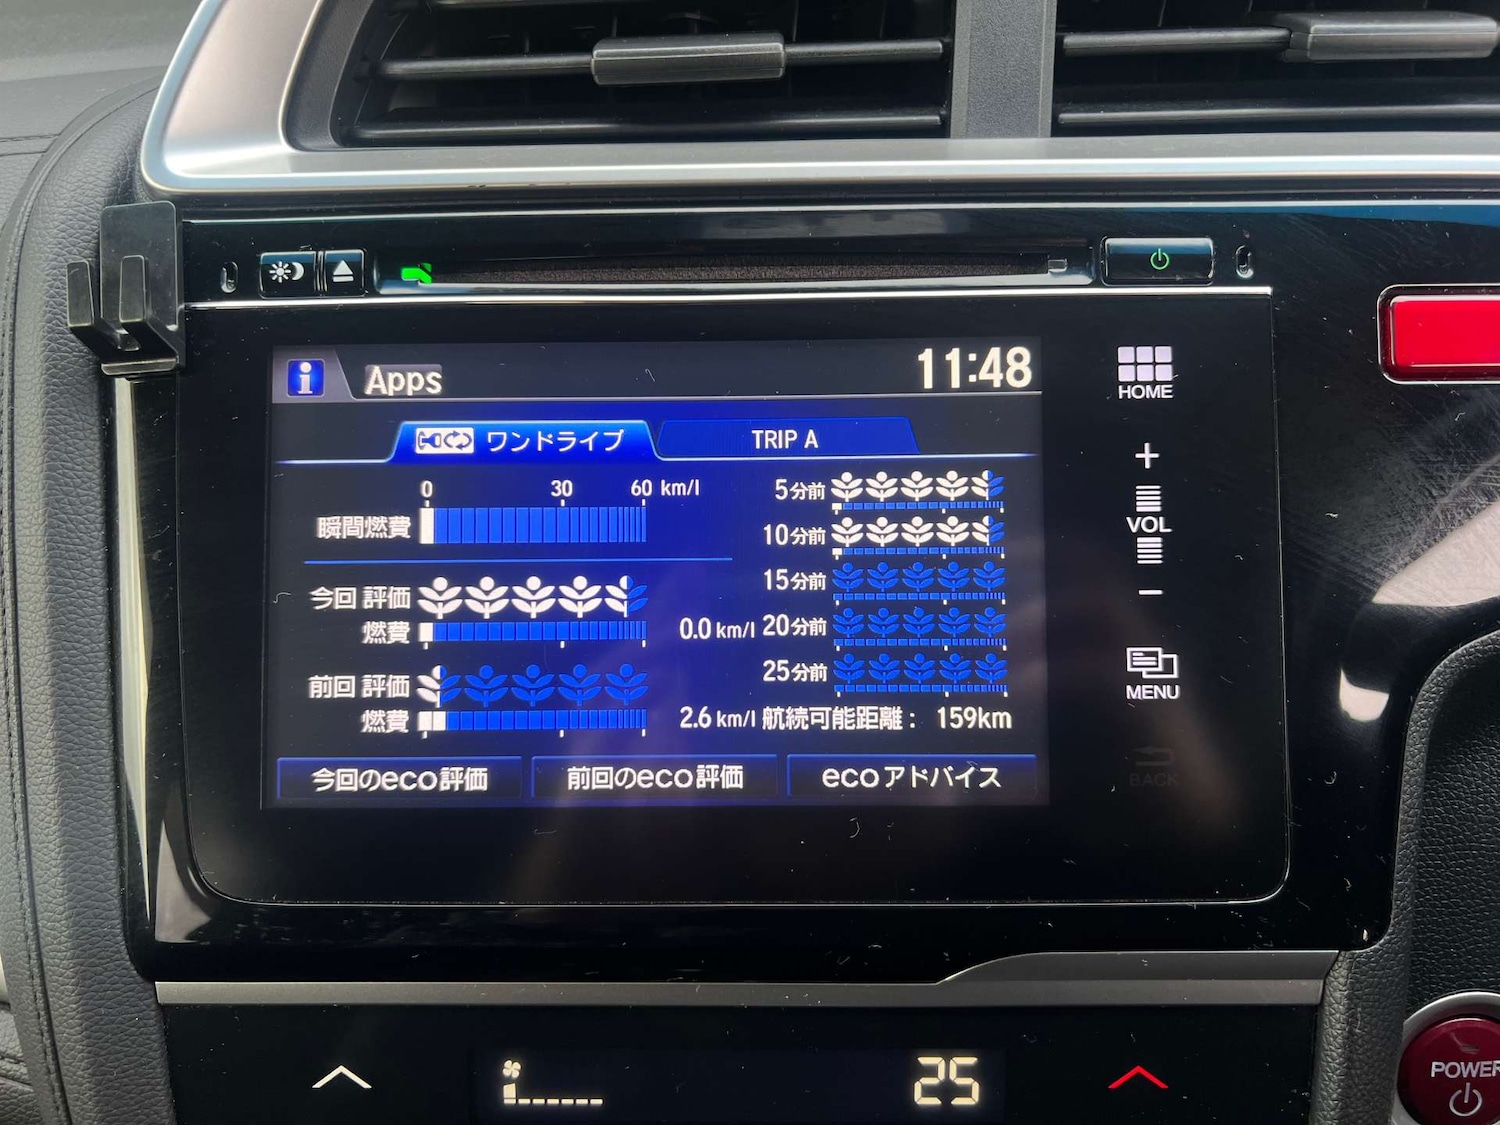 i Apps 11:48
HOME
ワンドライブ TRIP A
0 30 60 km/l
瞬間燃費
今回 評価
燃費 0.0 km/l
前回 評価
燃費 2.6 km/l
5分前
10分前
15分前
20分前
25分前
航続可能距離： 159km
今回のeco評価 前回のeco評価 ecoアドバイス
+
VOL
−
MENU
BACK
25
POWER